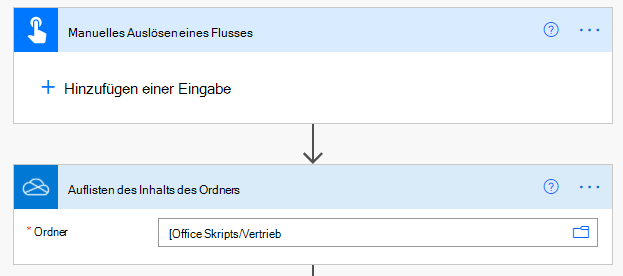 Manuelles Auslösen eines Flusses
Hinzufügen einer Eingabe
Auflisten des Inhalts des Ordners
* Ordner
[Office Skripts/Vertrieb